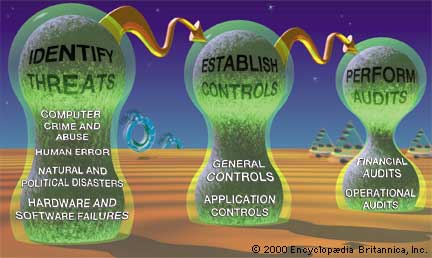 IDENTIFY
THREATS
COMPUTER
CRIME AND
ABUSE
HUMAN ERROR
NATURAL AND
POLITICAL DISASTERS
HARDWARE AND
SOFTWARE FAILURES
ESTABLISH
CONTROLS
GENERAL
CONTROLS
APPLICATION
CONTROLS
PERFORM
AUDITS
FINANCIAL
AUDITS
OPERATIONAL
AUDITS
© 2000 Encyclopædia Britannica, Inc.